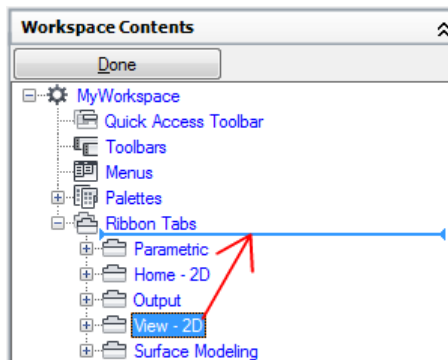 Workspace Contents
Done
MyWorkspace
Quick Access Toolbar
Toolbars
Menus
Palettes
Ribbon Tabs
Parametric
Home - 2D
Output
View - 2D
Surface Modeling